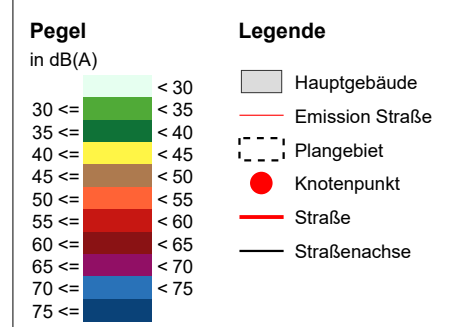 Pegel
in dB(A)
< 30
30 <= < 35
35 <= < 40
40 <= < 45
45 <= < 50
50 <= < 55
55 <= < 60
60 <= < 65
65 <= < 70
70 <= < 75
75 <=
Legende
Hauptgebäude
Emission Straße
Plangebiet
Knotenpunkt
Straße
Straßenachse